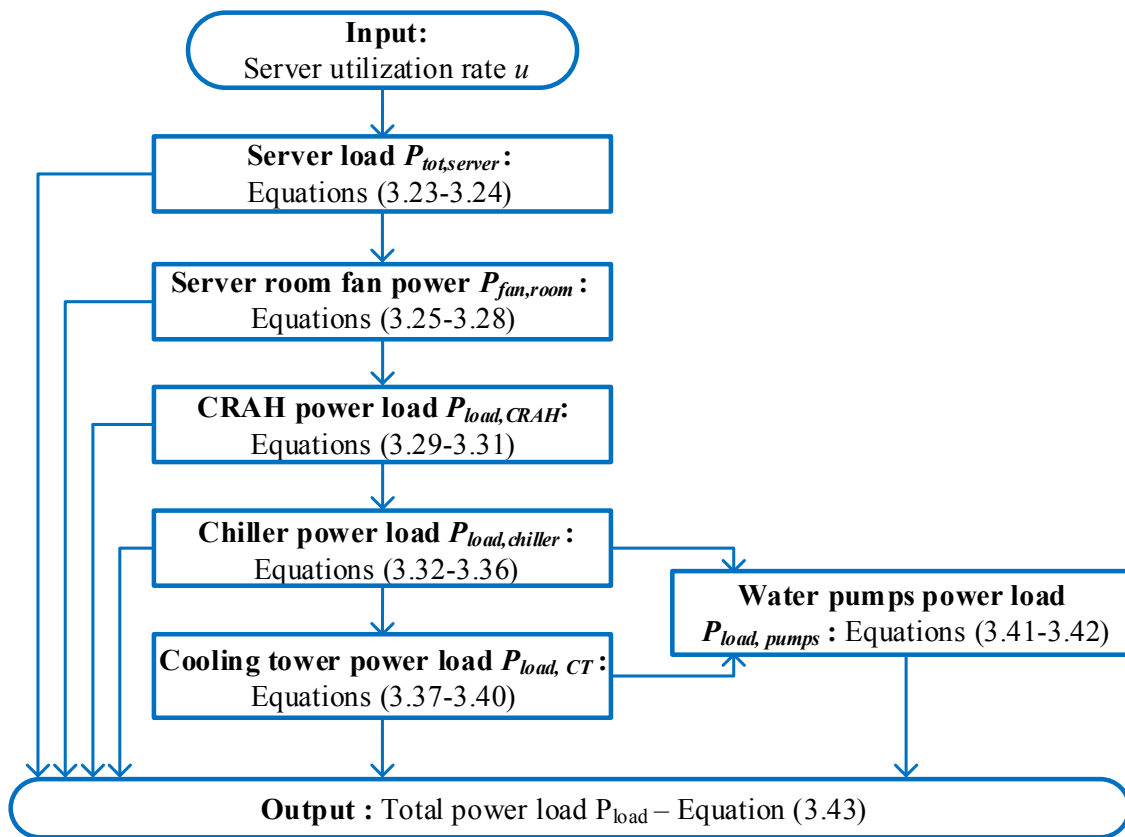 Input:
Server utilization rate u
Server load P_tot,server :
Equations (3.23-3.24)
Server room fan power P_fan,room :
Equations (3.25-3.28)
CRAH power load P_load,CRAH:
Equations (3.29-3.31)
Chiller power load P_load,chiller :
Equations (3.32-3.36)
Water pumps power load
P_load, pumps : Equations (3.41-3.42)
Cooling tower power load P_load, CT :
Equations (3.37-3.40)
Output : Total power load P_load – Equation (3.43)